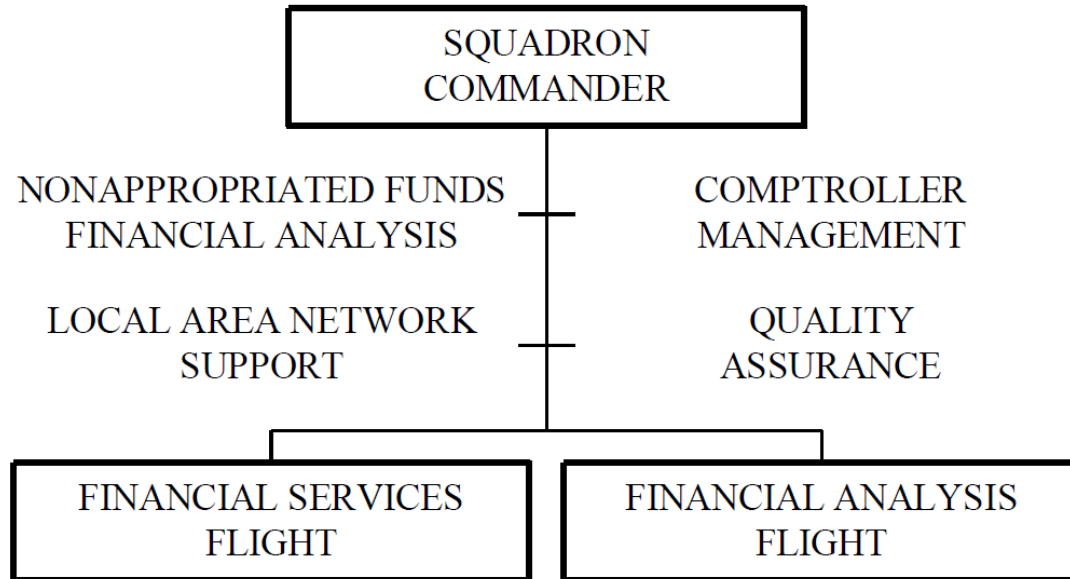 SQUADRON
COMMANDER
NONAPPROPRIATED FUNDS
FINANCIAL ANALYSIS
COMPTROLLER
MANAGEMENT
LOCAL AREA NETWORK
SUPPORT
QUALITY
ASSURANCE
FINANCIAL SERVICES
FLIGHT
FINANCIAL ANALYSIS
FLIGHT